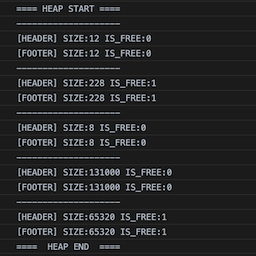 ==== HEAP START ====
--------------------
[HEADER] SIZE:12 IS_FREE:0
[FOOTER] SIZE:12 IS_FREE:0
--------------------
[HEADER] SIZE:228 IS_FREE:1
[FOOTER] SIZE:228 IS_FREE:1
--------------------
[HEADER] SIZE:8 IS_FREE:0
[FOOTER] SIZE:8 IS_FREE:0
--------------------
[HEADER] SIZE:131000 IS_FREE:0
[FOOTER] SIZE:131000 IS_FREE:0
--------------------
[HEADER] SIZE:65320 IS_FREE:1
[FOOTER] SIZE:65320 IS_FREE:1
====  HEAP END  ====